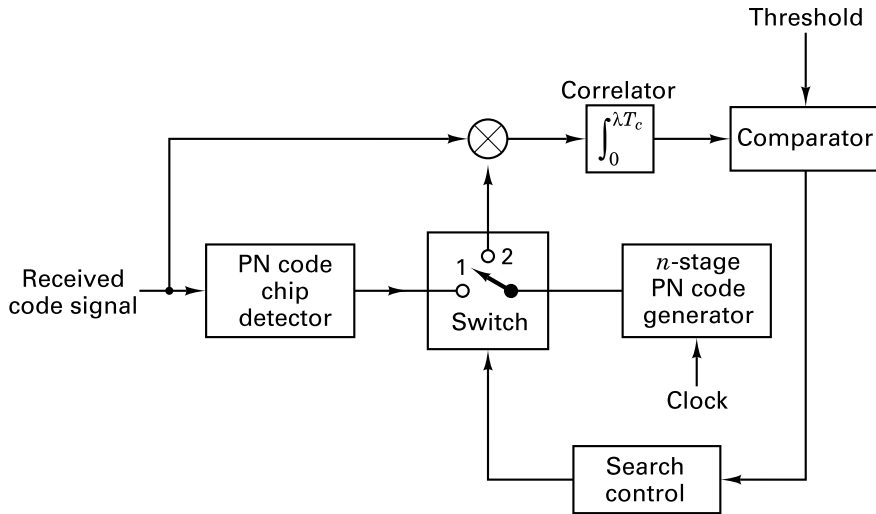 Threshold
Correlator
∫₀^λTc
Comparator
Received
code signal
PN code
chip
detector
1
2
Switch
n-stage
PN code
generator
Clock
Search
control